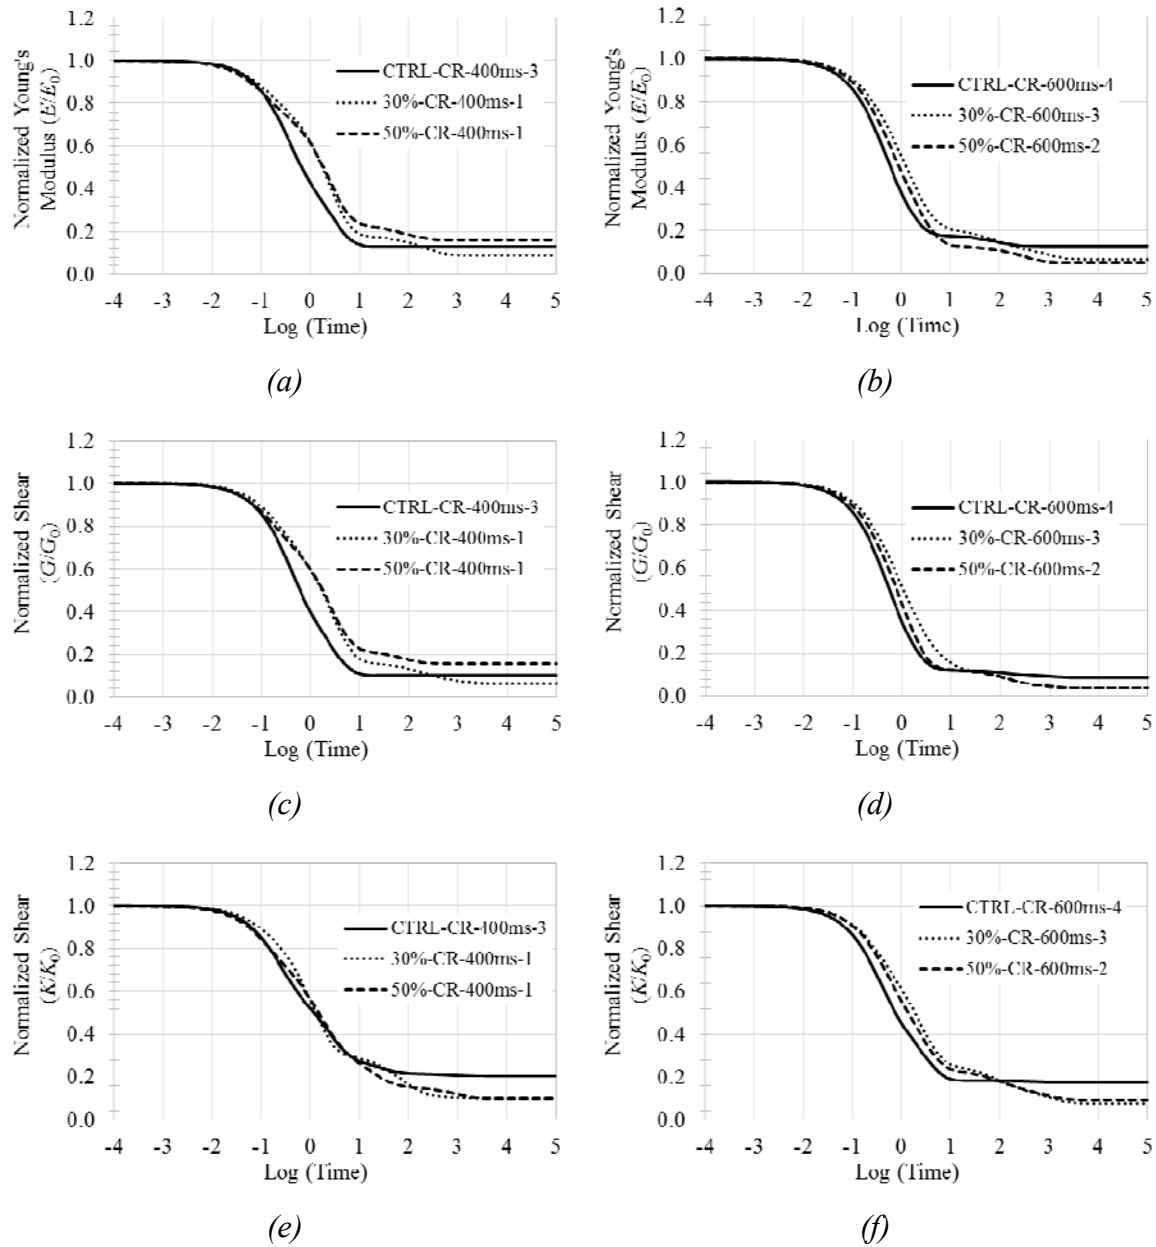 1.2
1.0
0.8
0.6
0.4
0.2
0.0
Normalized Young's
Modulus (E/E0)
CTRL-CR-400ms-3
30%-CR-400ms-1
50%-CR-400ms-1
-4 -3 -2 -1 0 1 2 3 4 5
Log (Time)
(a)
1.2
1.0
0.8
0.6
0.4
0.2
0.0
Normalized Young's
Modulus (E/E0)
CTRL-CR-600ms-4
30%-CR-600ms-3
50%-CR-600ms-2
-4 -3 -2 -1 0 1 2 3 4 5
Log (Time)
(b)
1.2
1.0
0.8
0.6
0.4
0.2
0.0
Normalized Shear
(G/G0)
CTRL-CR-400ms-3
30%-CR-400ms-1
50%-CR-400ms-1
-4 -3 -2 -1 0 1 2 3 4 5
Log (Time)
(c)
1.2
1.0
0.8
0.6
0.4
0.2
0.0
Normalized Shear
(G/G0)
CTRL-CR-600ms-4
30%-CR-600ms-3
50%-CR-600ms-2
-4 -3 -2 -1 0 1 2 3 4 5
Log (Time)
(d)
1.2
1.0
0.8
0.6
0.4
0.2
0.0
Normalized Shear
(K/K0)
CTRL-CR-400ms-3
30%-CR-400ms-1
50%-CR-400ms-1
-4 -3 -2 -1 0 1 2 3 4 5
Log (Time)
(e)
1.2
1.0
0.8
0.6
0.4
0.2
0.0
Normalized Shear
(K/K0)
CTRL-CR-600ms-4
30%-CR-600ms-3
50%-CR-600ms-2
-4 -3 -2 -1 0 1 2 3 4 5
Log (Time)
(f)